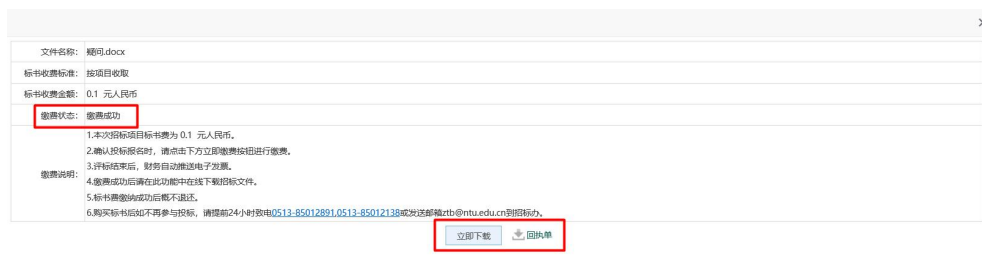 文件名称: 疑问.docx
标书收费标准: 按项目收取
标书收费金额: 0.1 元人民币
缴费状态: 缴费成功
缴费说明:
1.本次招标项目标书费为 0.1 元人民币。
2.确认投标报名时，请点击下方立即缴费按钮进行缴费。
3.评标结束后，财务自动推送电子发票。
4.缴费成功后请在此功能中在线下载招标文件。
5.标书费缴纳成功后概不退还。
6.购买标书后如不再参与投标，请提前24小时致电0513-85012891,0513-85012138或发送邮箱ztb@ntu.edu.cn到招标办。
立即下载 回执单